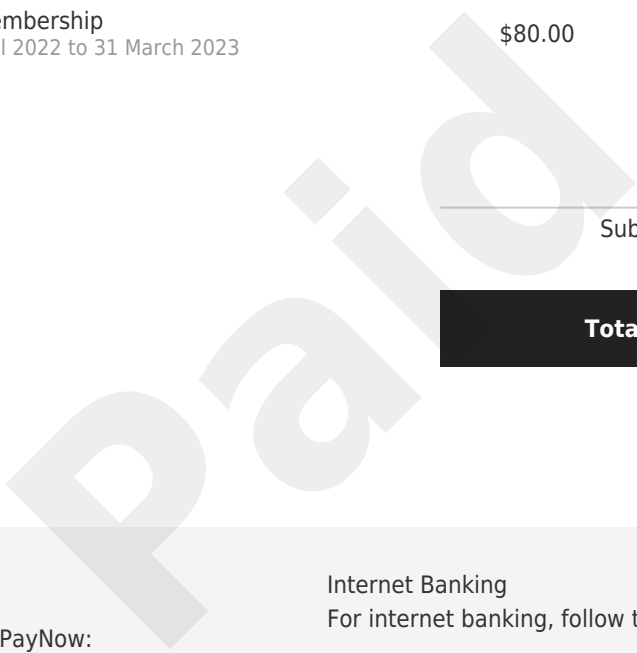 embership
$80.00
l 2022 to 31 March 2023
Sub
Tota
Paid
Internet Banking
For internet banking, follow t
PayNow: